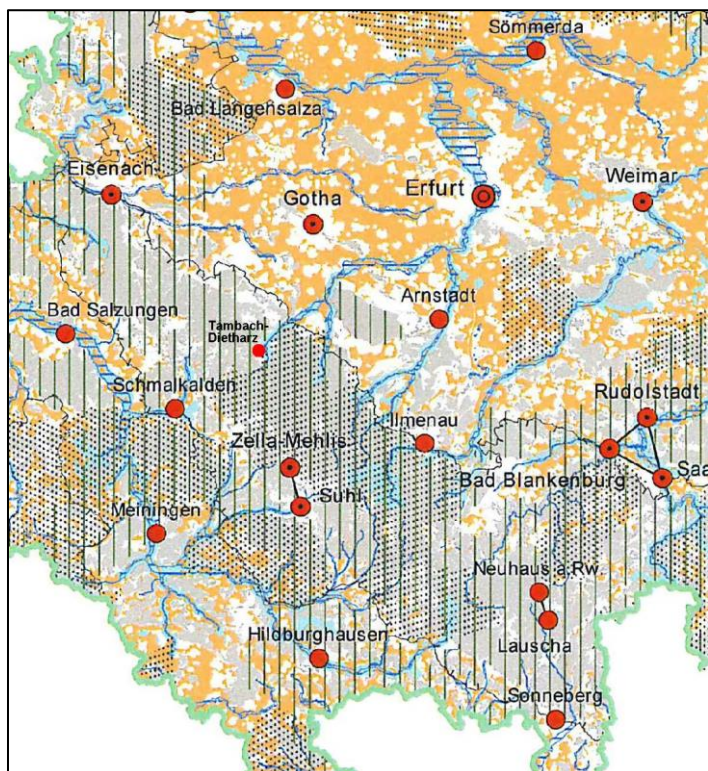 Sömmerda
Bad Langensalza
Eisenach
Gotha
Erfurt
Weimar
Bad Salzungen
Tambach-
Dietharz
Arnstadt
Schmalkalden
Rudolstadt
Ilmenau
Zella-Mehlis
Bad Blankenburg
Saa
Suhl
Meiningen
Neuhaus a.Rw.
Lauscha
Hildburghausen
Sonneberg